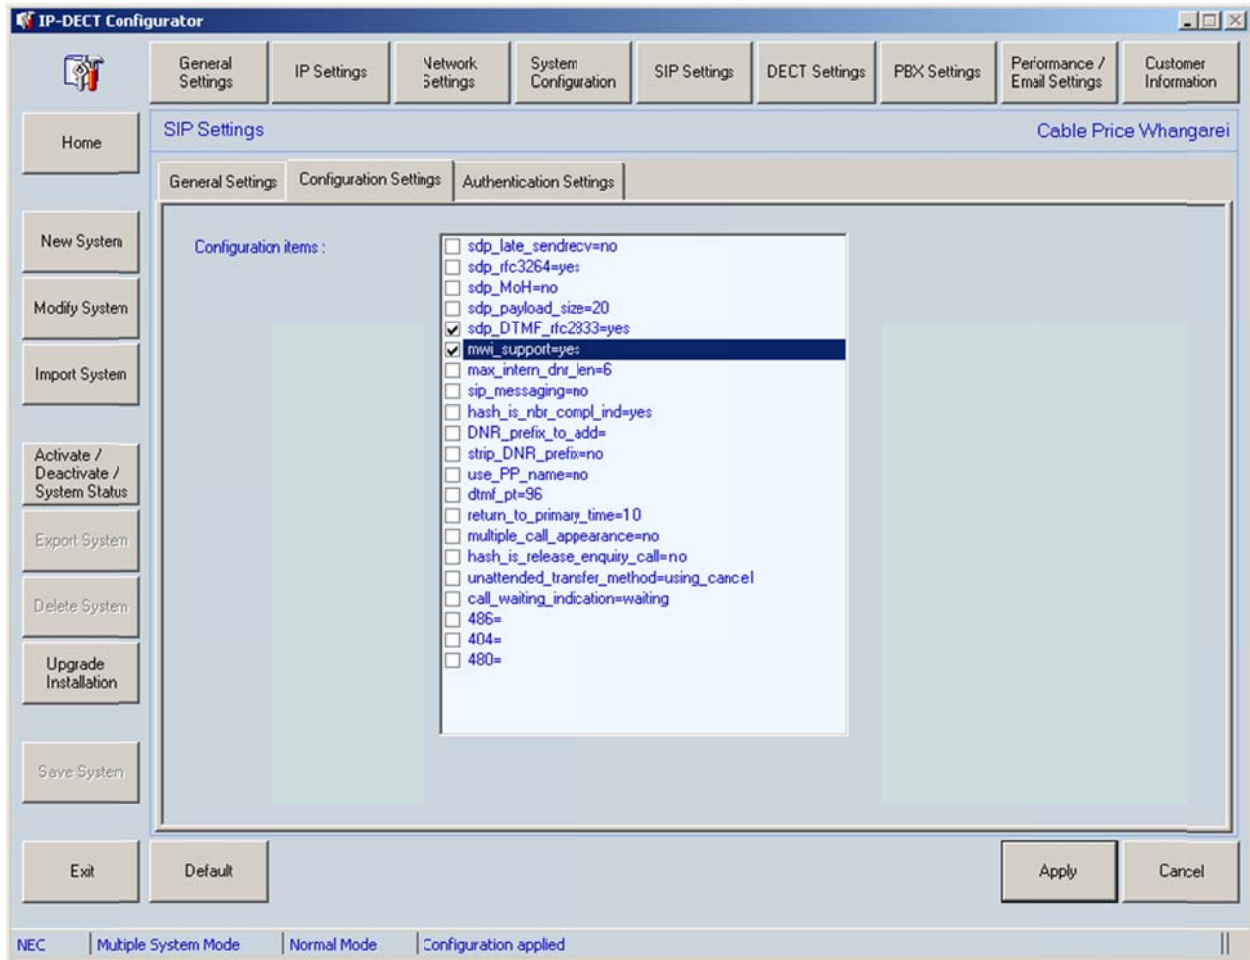 IP-DECT Configurator
General
Settings
IP Settings
Network
Settings
System
Configuration
SIP Settings
DECT Settings
PBX Settings
Performance /
Email Settings
Customer
Information
Home
New System
Modify System
Import System
Activate /
Deactivate /
System Status
Export System
Delete System
Upgrade
Installation
Save System
Exit
SIP Settings
Cable Price Whangarei
General Settings
Configuration Settings
Authentication Settings
Configuration items :
sdp_late_sendrecv=no
sdp_rfc3264=yes
sdp_MoH=no
sdp_payload_size=20
sdp_DTMF_rfc2833=yes
mwi_support=yes
max_intern_dnr_len=6
sip_messaging=no
hash_is_nbr_compl_ind=yes
DNR_prefix_to_add=
strip_DNR_prefix=no
use_PP_name=no
dtmf_pt=96
return_to_primary_time=10
multiple_call_appearance=no
hash_is_release_enquiry_call=no
unattended_transfer_method=using_cancel
call_waiting_indication=waiting
486=
404=
480=
Default
Apply
Cancel
NEC
Multiple System Mode
Normal Mode
Configuration applied